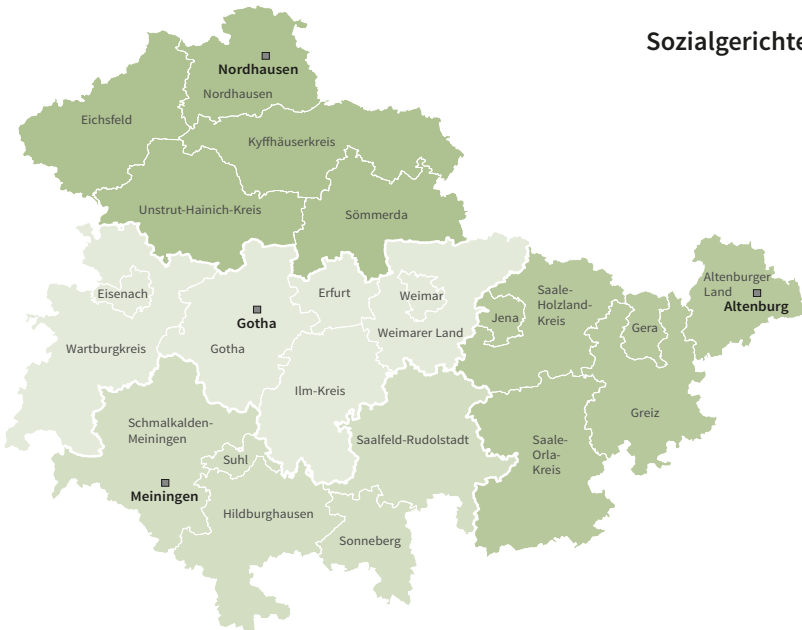 Sozialgerichte
Nordhausen
Nordhausen
Eichsfeld
Kyffhäuserkreis
Unstrut-Hainich-Kreis
Sömmerda
Eisenach
Erfurt
Weimar
Saale-
Holzland-
Kreis
Altenburger
Land
Altenburg
Gotha
Jena
Gera
Weimarer Land
Wartburgkreis
Gotha
Ilm-Kreis
Greiz
Schmalkalden-
Meiningen
Saalfeld-Rudolstadt
Saale-
Orla-
Kreis
Suhl
Meiningen
Hildburghausen
Sonneberg